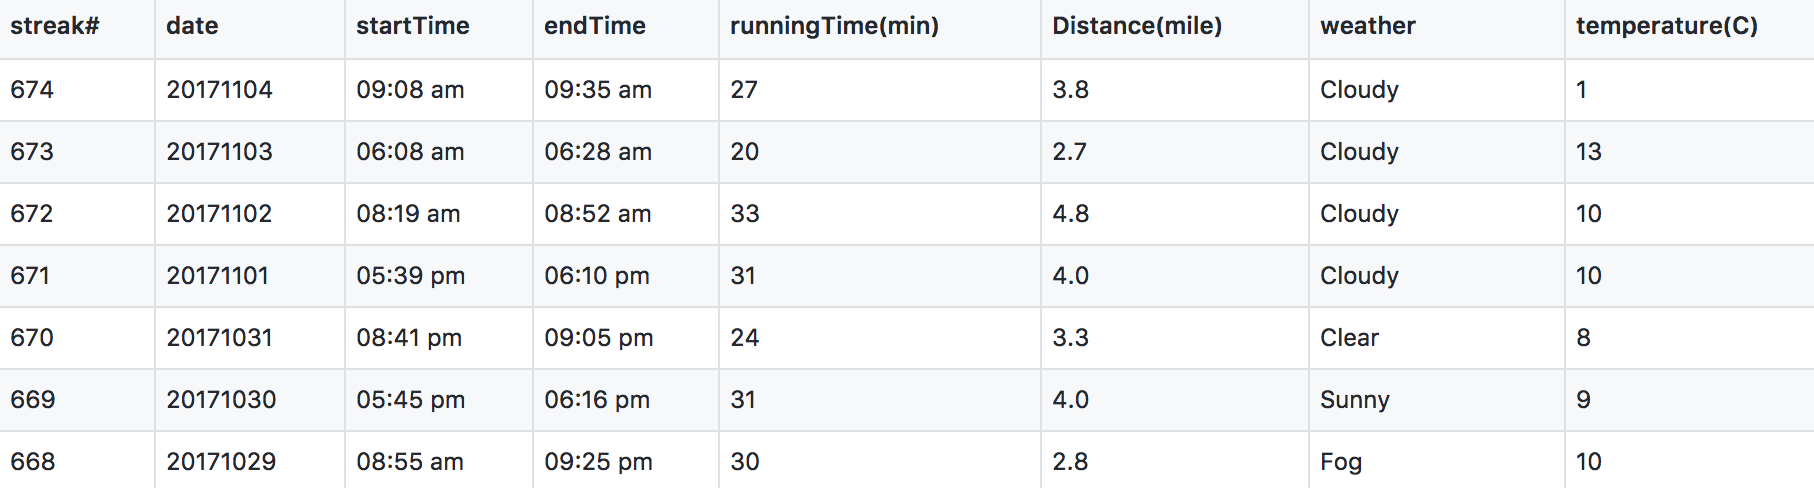 streak# date startTime endTime runningTime(min) Distance(mile) weather temperature(C)
674 20171104 09:08 am 09:35 am 27 3.8 Cloudy 1
673 20171103 06:08 am 06:28 am 20 2.7 Cloudy 13
672 20171102 08:19 am 08:52 am 33 4.8 Cloudy 10
671 20171101 05:39 pm 06:10 pm 31 4.0 Cloudy 10
670 20171031 08:41 pm 09:05 pm 24 3.3 Clear 8
669 20171030 05:45 pm 06:16 pm 31 4.0 Sunny 9
668 20171029 08:55 am 09:25 pm 30 2.8 Fog 10